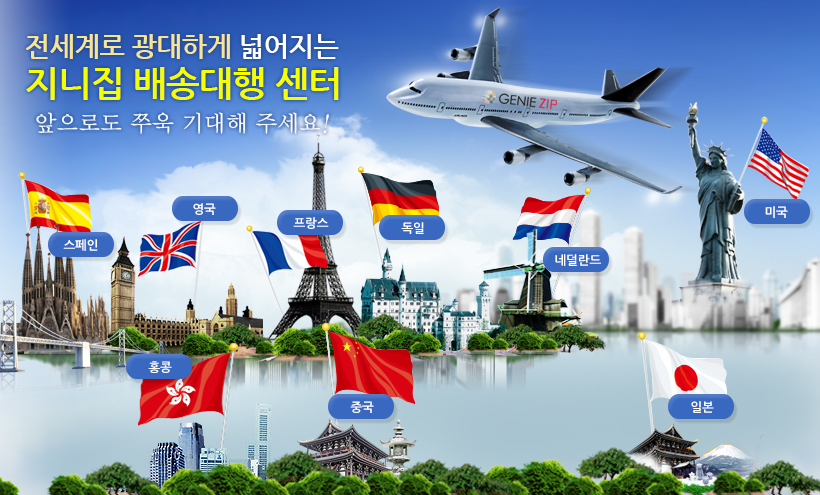 전세계로 광대하게 넓어지는
지니집 배송대행 센터
앞으로도 쭈욱 기대해 주세요!
GENIE ZIP
스페인
영국
프랑스
독일
네덜란드
미국
홍콩
중국
일본